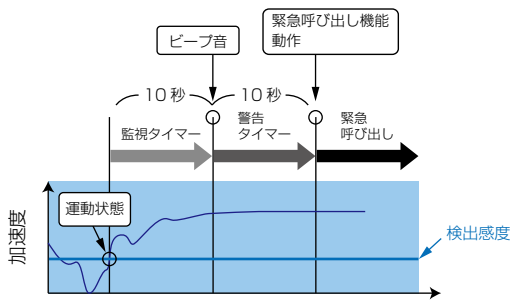 ビープ音
緊急呼び出し機能
動作
10秒
10秒
監視タイマー
警告
タイマー
緊急
呼び出し
運動状態
加速度
検出感度